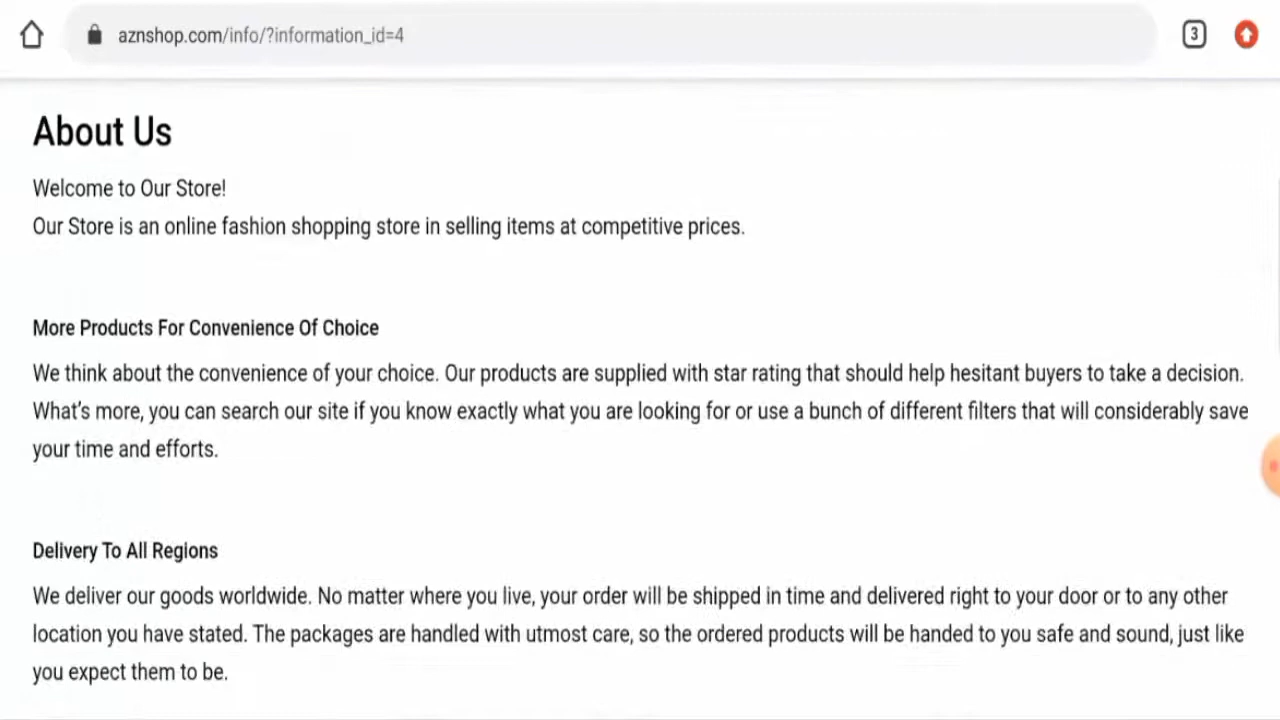 aznshop.com/info/?information_id=4
3
About Us
Welcome to Our Store!
Our Store is an online fashion shopping store in selling items at competitive prices.
More Products For Convenience Of Choice
We think about the convenience of your choice. Our products are supplied with star rating that should help hesitant buyers to take a decision.
What's more, you can search our site if you know exactly what you are looking for or use a bunch of different filters that will considerably save
your time and efforts.
Delivery To All Regions
We deliver our goods worldwide. No matter where you live, your order will be shipped in time and delivered right to your door or to any other
location you have stated. The packages are handled with utmost care, so the ordered products will be handed to you safe and sound, just like
you expect them to be.